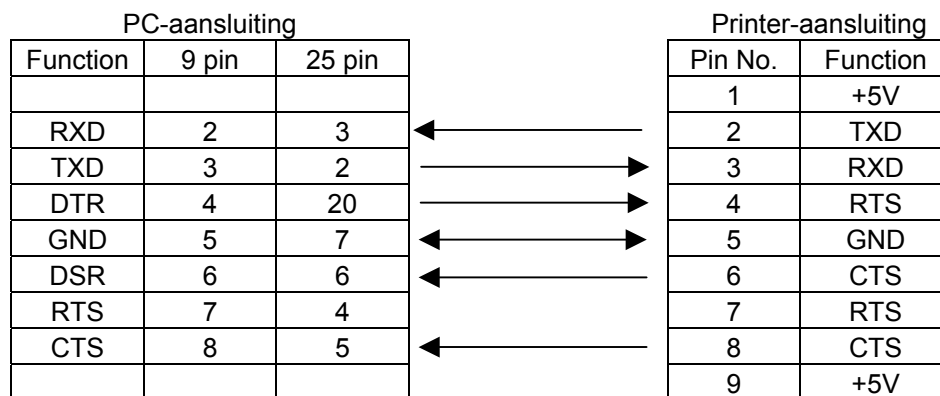 PC-aansluiting Printer-aansluiting
Function 9 pin 25 pin Pin No. Function
1 +5V
RXD 2 3 2 TXD
TXD 3 2 3 RXD
DTR 4 20 4 RTS
GND 5 7 5 GND
DSR 6 6 6 CTS
RTS 7 4 7 RTS
CTS 8 5 8 CTS
9 +5V